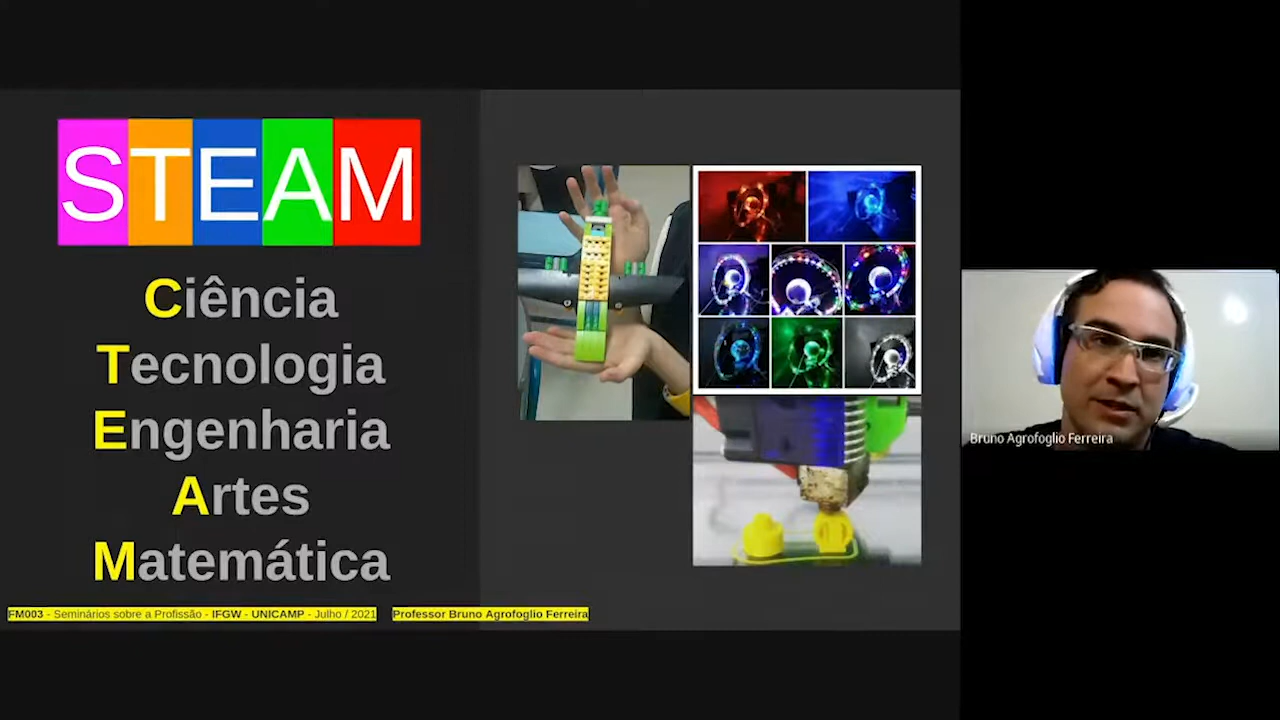 STEAM
Ciência
Tecnologia
Engenharia
Artes
Matemática
FM003 - Seminários sobre a Profissão - IFGW - UNICAMP - Julho / 2021 Professor Bruno Agrofoglio Ferreira
Bruno Agrofoglio Ferreira